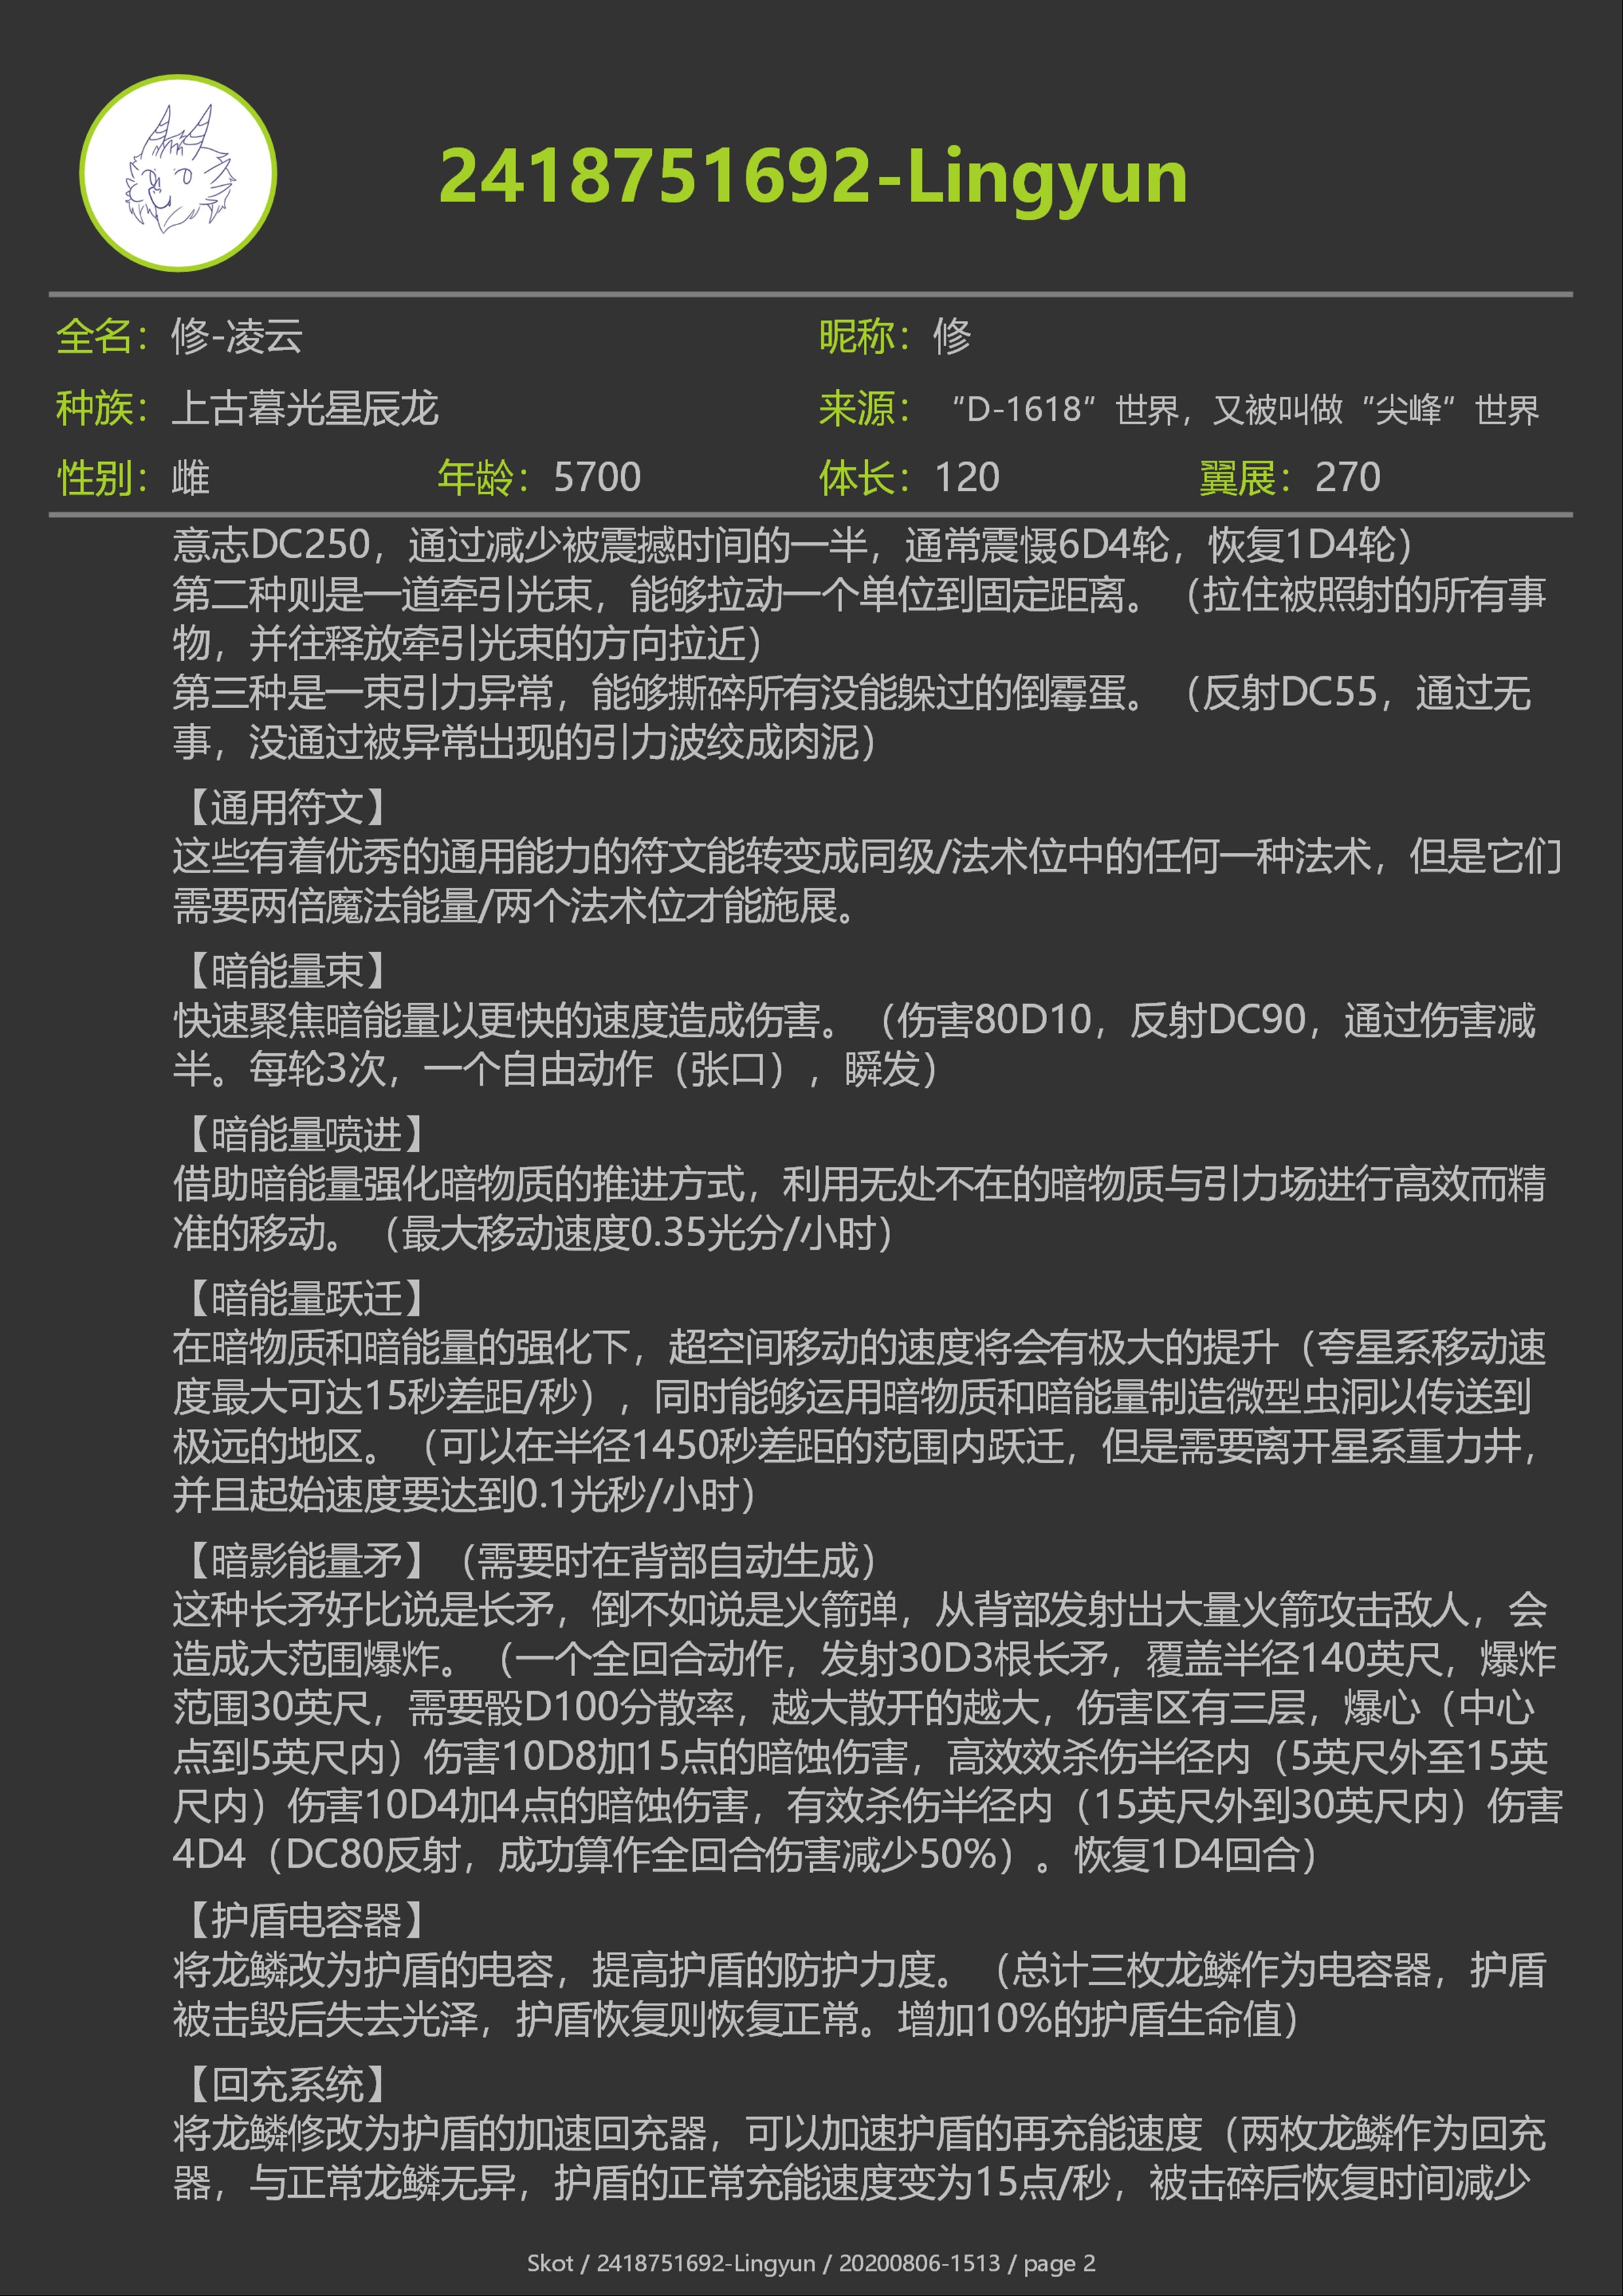 2418751692-Lingyun
全名：修-凌云
昵称：修
种族：上古暮光星辰龙
来源：“D-1618”世界，又被叫做“尖峰”世界
性别：雌
年龄：5700
体长：120
翼展：270
意志DC250，通过减少被震撼时间的一半，通常震慑6D4轮，恢复1D4轮）
第二种则是一道牵引光束，能够拉动一个单位到固定距离。（拉住被照射的所有事
物，并往释放牵引光束的方向拉近）
第三种是一束引力异常，能够撕碎所有没能躲过的倒霉蛋。（反射DC55，通过无
事，没通过被异常出现的引力波绞成肉泥）
【通用符文】
这些有着优秀的通用能力的符文能转变成同级/法术位中的任何一种法术，但是它们
需要两倍魔法能量/两个法术位才能施展。
【暗能量束】
快速聚焦暗能量以更快的速度造成伤害。（伤害80D10，反射DC90，通过伤害减
半。每轮3次，一个自由动作（张口），瞬发）
【暗能量喷进】
借助暗能量强化暗物质的推进方式，利用无处不在的暗物质与引力场进行高效而精
准的移动。（最大移动速度0.35光分/小时）
【暗能量跃迁】
在暗物质和暗能量的强化下，超空间移动的速度将会有极大的提升（夸星系移动速
度最大可达15秒差距/秒），同时能够运用暗物质和暗能量制造微型虫洞以传送到
极远的地区。（可以在半径1450秒差距的范围内跃迁，但是需要离开星系重力井，
并且起始速度要达到0.1光秒/小时）
【暗影能量矛】（需要时在背部自动生成）
这种长矛好比说是长矛，倒不如说是火箭弹，从背部发射出大量火箭攻击敌人，会
造成大范围爆炸。（一个全回合动作，发射30D3根长矛，覆盖半径140英尺，爆炸
范围30英尺，需要骰D100分散率，越大散开的越大，伤害区有三层，爆心（中心
点到5英尺内）伤害10D8加15点的暗蚀伤害，高效效杀伤半径内（5英尺外至15英
尺内）伤害10D4加4点的暗蚀伤害，有效杀伤半径内（15英尺外到30英尺内）伤害
4D4（DC80反射，成功算作全回合伤害减少50%）。恢复1D4回合）
【护盾电容器】
将龙鳞改为护盾的电容，提高护盾的防护力度。（总计三枚龙鳞作为电容器，护盾
被击毁后失去光泽，护盾恢复则恢复正常。增加10%的护盾生命值）
【回充系统】
将龙鳞修改为护盾的加速回充器，可以加速护盾的再充能速度（两枚龙鳞作为回充
器，与正常龙鳞无异，护盾的正常充能速度变为15点/秒，被击碎后恢复时间减少
Skot / 2418751692-Lingyun / 20200806-1513 / page 2